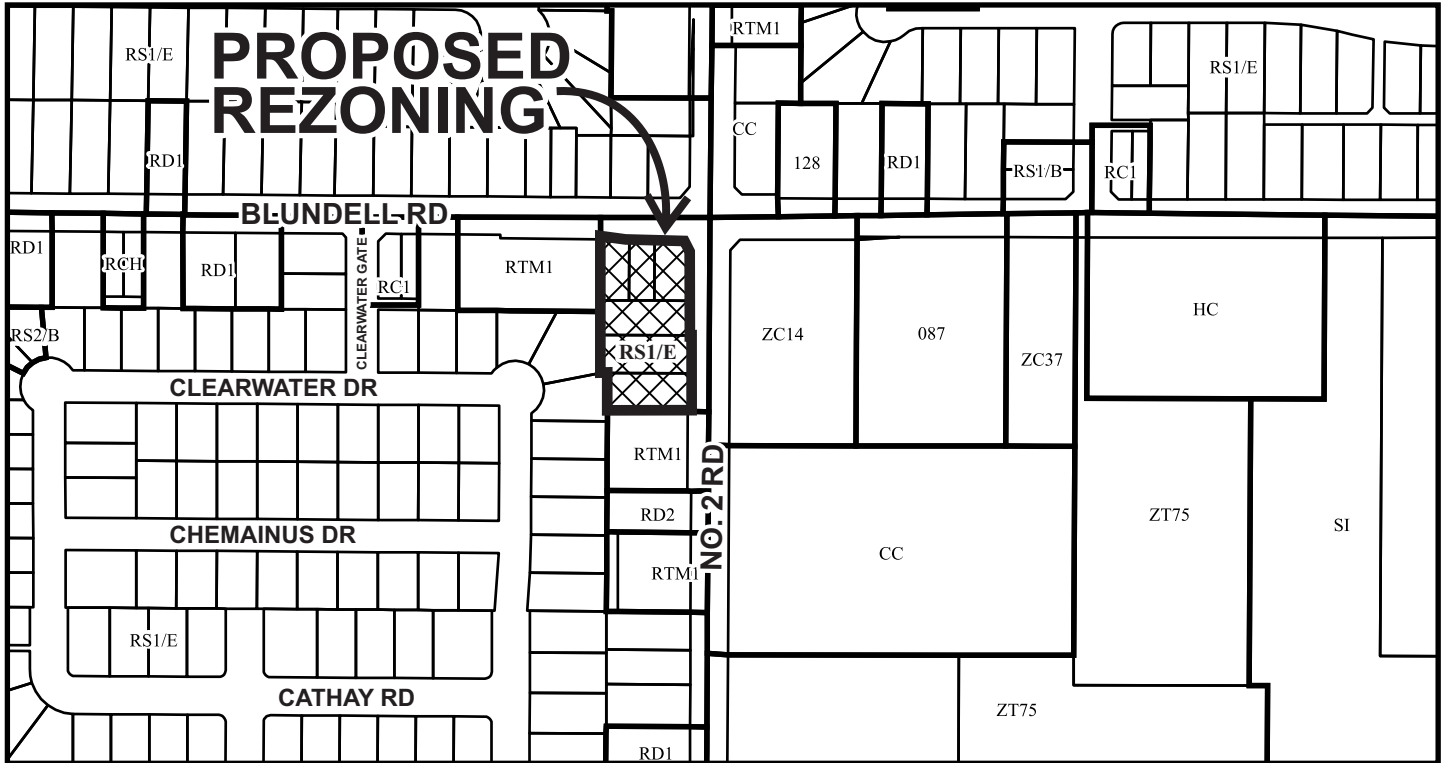 RTM1
RS1/E
PROPOSED
REZONING
RS1/E
CC
RD1
128
RD1
RS1/B
RC1
BLUNDELL RD
RD1
RCH
RD1
CLEARWATER GATE
RC1
RTM1
RS1/E
ZC14
087
ZC37
HC
RS2/B
CLEARWATER DR
RTM1
NO. 2 RD
RD2
CHEMAINUS DR
RTM1
CC
ZT75
SI
RS1/E
CATHAY RD
ZT75
RD1